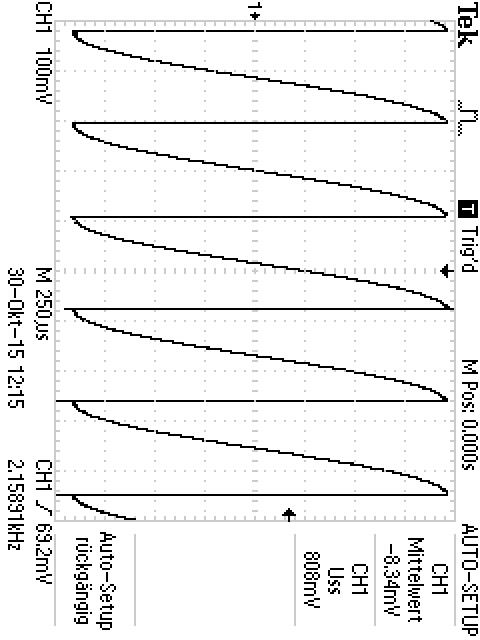 Tek
T Trig'd
M Pos: 0.000s
AUTO-SETUP
1
CH1
Mittelwert
-8.34mV
CH1
Uss
808mV
Auto-Setup
rückgängig
CH1 100mV
M 250µs
CH1 / 69.2mV
30-Okt-15 12:15
2.15891kHz